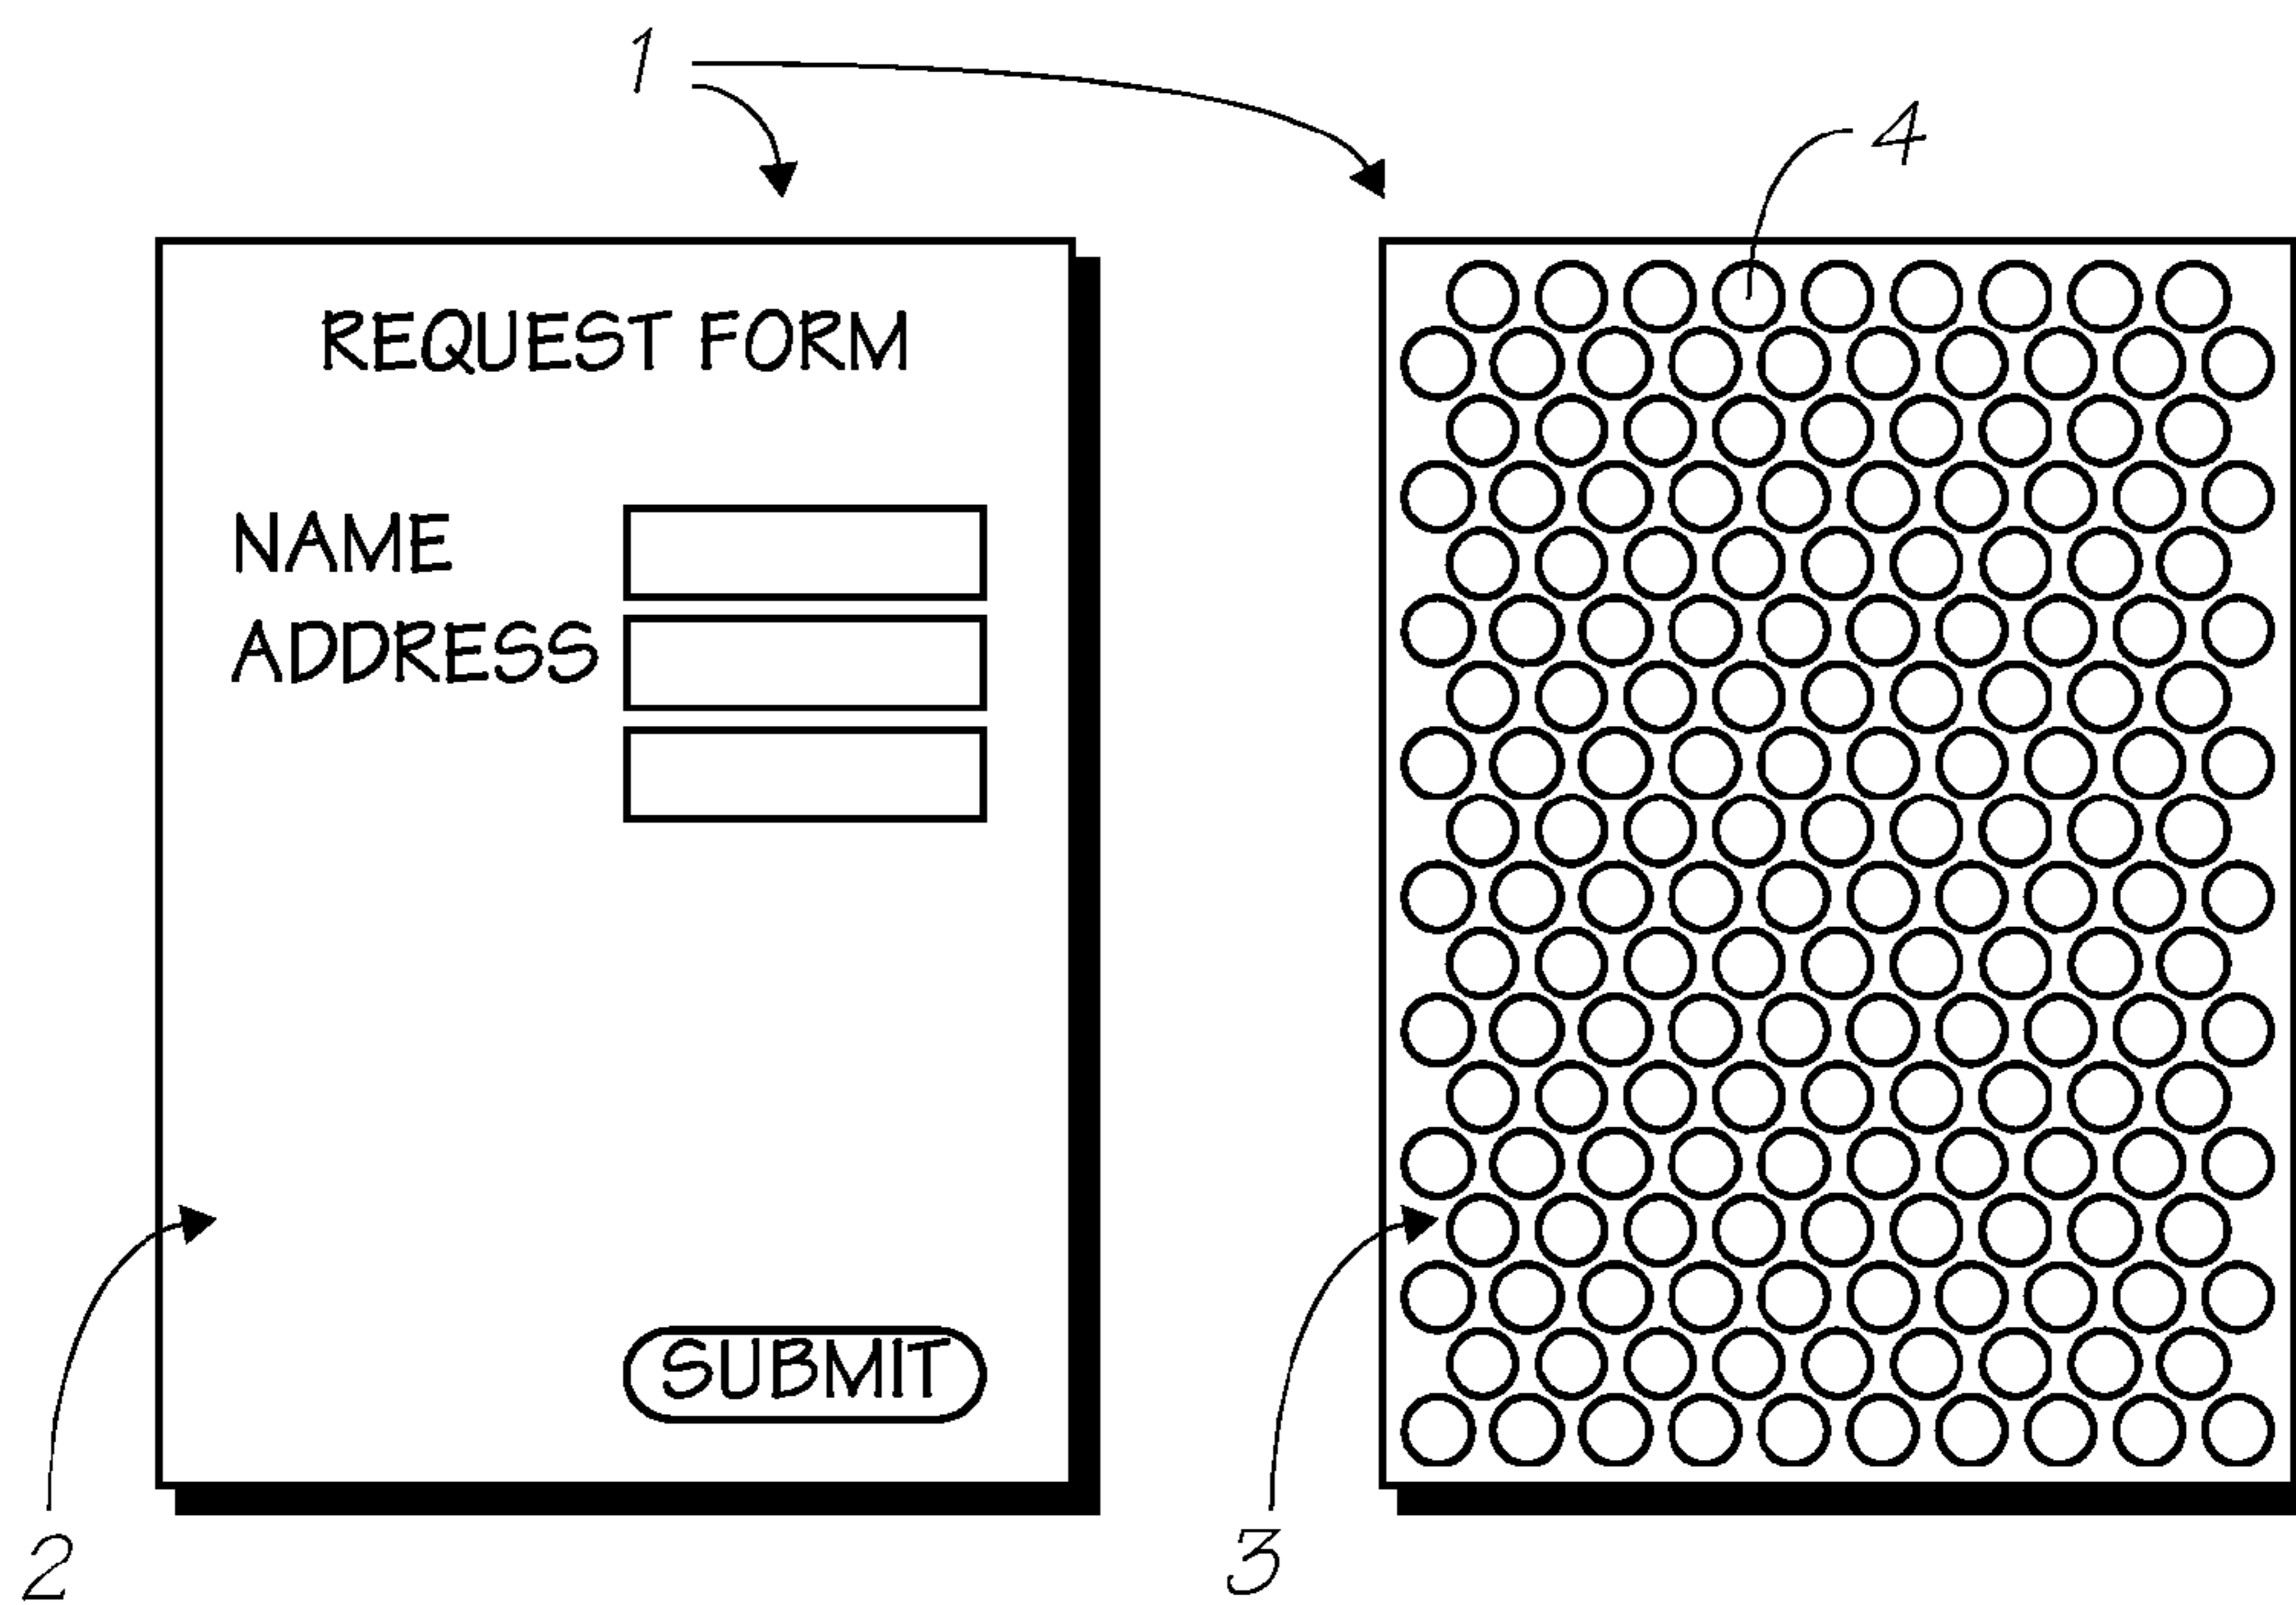 1
4
REQUEST FORM
NAME
ADDRESS
SUBMIT
2
3